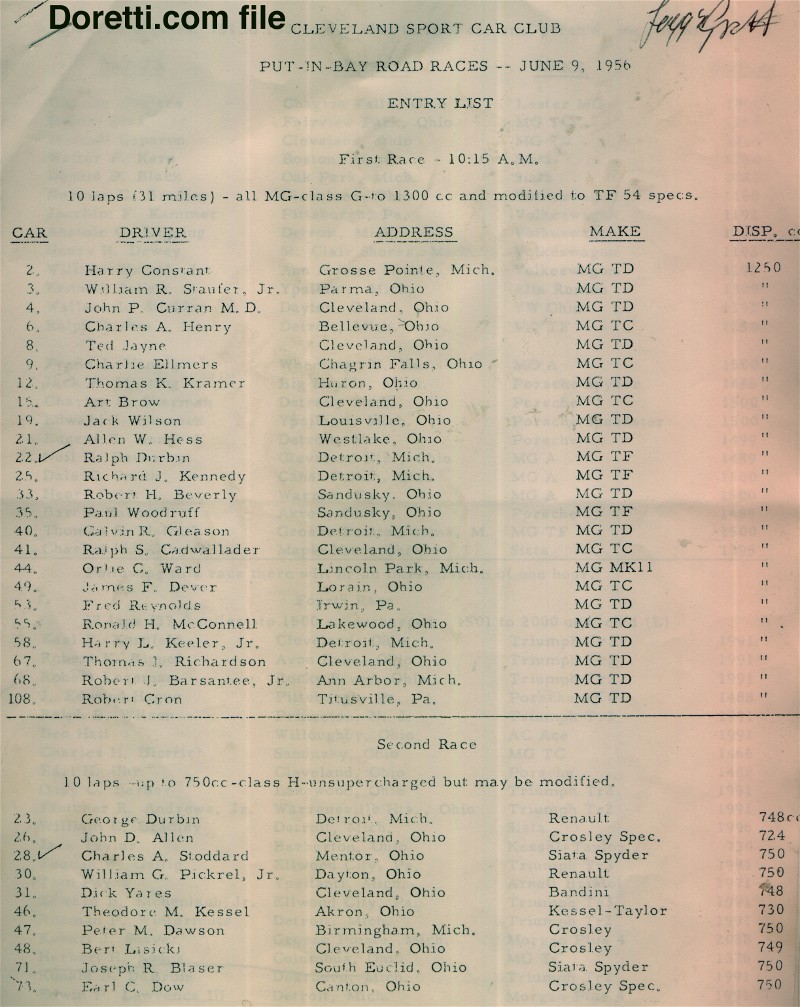 Doretti.com file
CLEVELAND SPORT CAR CLUB
PUT-IN-BAY ROAD RACES -- JUNE 9, 1956
ENTRY LIST
First Race - 10:15 A.M.
10 laps (31 miles) - all MG-class G-to 1300 cc and modified to TF 54 specs.
CAR DRIVER ADDRESS MAKE DISP. cc
2. Harry Constant Grosse Pointe, Mich. MG TD 1250
3. William R. Staufer, Jr. Parma, Ohio MG TD "
4. John P. Curran M.D. Cleveland, Ohio MG TD "
6. Charles A. Henry Bellevue, Ohio MG TC "
8. Ted Jayne Cleveland, Ohio MG TD "
9. Charlie Ellmers Chagrin Falls, Ohio MG TC "
12. Thomas K. Kramer Huron, Ohio MG TD "
15. Art Brow Cleveland, Ohio MG TC "
19. Jack Wilson Louisville, Ohio MG TD "
21. Allen W. Hess Westlake, Ohio MG TD "
22. Ralph Durbin Detroit, Mich. MG TF "
25. Richard J. Kennedy Detroit, Mich. MG TF "
33. Robert H. Beverly Sandusky. Ohio MG TD "
35. Paul Woodruff Sandusky, Ohio MG TF "
40. Galvin R. Gleason Detroit, Mich. MG TD "
41. Ralph S. Cadwallader Cleveland, Ohio MG TC "
44. Orlie C. Ward Lincoln Park, Mich. MG MK11 "
49. James F. Dever Lorain, Ohio MG TC "
53. Fred Reynolds Irwin, Pa. MG TD "
55. Ronald H. McConnell Lakewood, Ohio MG TC "
58. Harry L. Keeler, Jr. Detroit, Mich. MG TD "
67. Thomas J. Richardson Cleveland, Ohio MG TD "
68. Robert J. Barsantee, Jr. Ann Arbor, Mich. MG TD "
108. Robert Cron Titusville, Pa. MG TD "
Second Race
10 laps -up to 750cc-class H-unsupercharged but may be modified.
23. George Durbin Detroit, Mich. Renault 748cc
26. John D. Allen Cleveland, Ohio Crosley Spec. 724
28. Charles A. Stoddard Mentor, Ohio Siata Spyder 750
30. William G. Pickrel, Jr. Dayton, Ohio Renault 750
31. Dick Yares Cleveland, Ohio Bandini 748
46. Theodore M. Kessel Akron, Ohio Kessel-Taylor 730
47. Peter M. Dawson Birmingham, Mich. Crosley 750
48. Bert Lisicki Cleveland, Ohio Crosley 749
71. Joseph R. Blaser South Euclid, Ohio Siata Spyder 750
73. Earl C. Dow Canton, Ohio Crosley Spec. 750